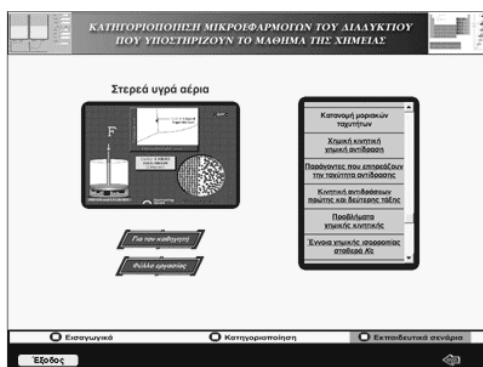 ΚΑΤΗΓΟΡΙΟΠΟΙΗΣΗ ΜΙΚΡΟΕΦΑΡΜΟΓΩΝ ΤΟΥ ΔΙΑΔΥΚΤΙΟΥ
ΠΟΥ ΥΠΟΣΤΗΡΙΖΟΥΝ ΤΟ ΜΑΘΗΜΑ ΤΗΣ ΧΗΜΕΙΑΣ
Στερεά υγρά αέρια
F
Για τον καθηγητή
Φύλλο εργασίας
Κατανομή μοριακών
ταχυτήτων
Χημική κινητική
χημική αντίδραση
Παράγοντες που επηρεάζουν
την ταχύτητα αντίδρασης
Κινητική αντιδράσεων
πρώτης και δεύτερης τάξης
Προβλήματα
χημικής κινητικής
Έννοια χημικής ισορροπίας
σταθερά Kc
Εισαγωγικά
Κατηγοριοποίηση
Εκπαιδευτικά σενάρια
Έξοδος